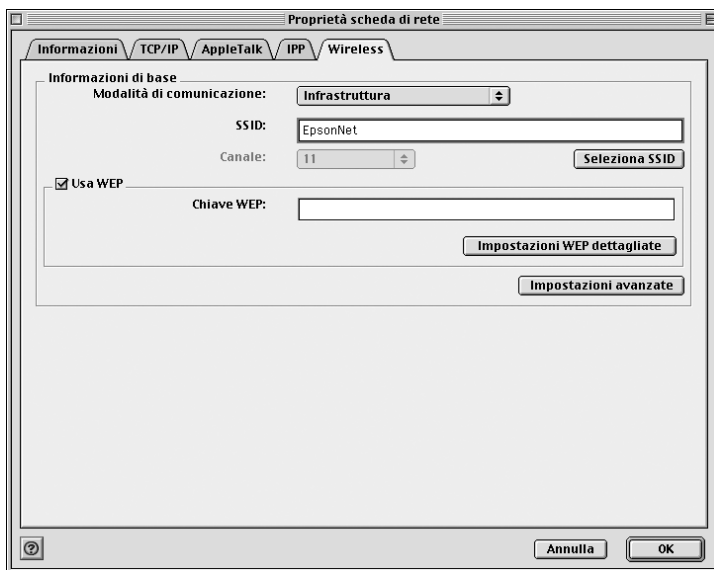 Proprietà scheda di rete
Informazioni TCP/IP AppleTalk IPP Wireless
Informazioni di base
Modalità di comunicazione: Infrastruttura
SSID: EpsonNet
Canale: 11 Seleziona SSID
Usa WEP
Chiave WEP:
Impostazioni WEP dettagliate
Impostazioni avanzate
? Annulla OK